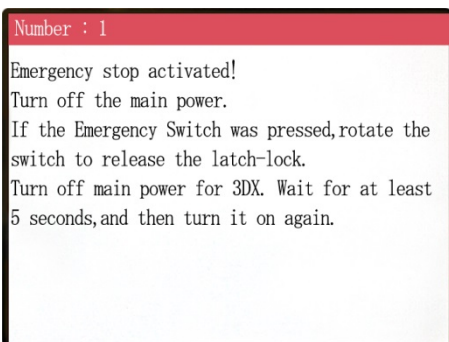 Number : 1
Emergency stop activated!
Turn off the main power.
If the Emergency Switch was pressed,rotate the
switch to release the latch-lock.
Turn off main power for 3DX. Wait for at least
5 seconds,and then turn it on again.